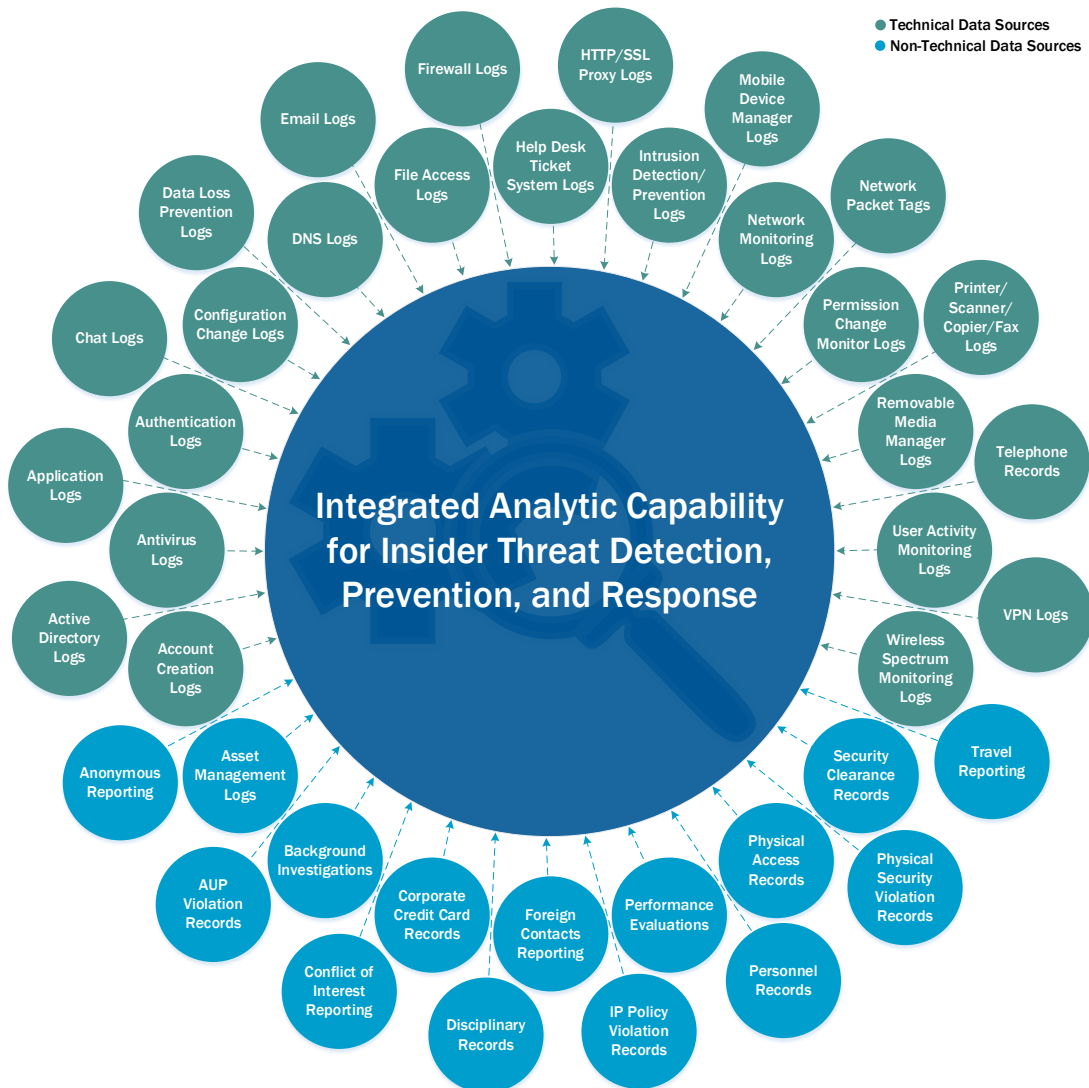 Technical Data Sources
Non-Technical Data Sources
HTTP/SSL
Proxy Logs
Firewall Logs
Mobile
Device
Manager
Logs
Email Logs
Help Desk
Ticket
System Logs
Intrusion
Detection/
Prevention
Logs
File Access
Logs
Network
Packet Tags
Data Loss
Prevention
Logs
DNS Logs
Network
Monitoring
Logs
Printer/
Scanner/
Copier/Fax
Logs
Configuration
Change Logs
Permission
Change
Monitor Logs
Chat Logs
Authentication
Logs
Removable
Media
Manager
Logs
Telephone
Records
Application
Logs
Integrated Analytic Capability
for Insider Threat Detection,
Prevention, and Response
Antivirus
Logs
User Activity
Monitoring
Logs
VPN Logs
Active
Directory
Logs
Account
Creation
Logs
Wireless
Spectrum
Monitoring
Logs
Anonymous
Reporting
Asset
Management
Logs
Security
Clearance
Records
Travel
Reporting
Background
Investigations
Physical
Access
Records
AUP
Violation
Records
Physical
Security
Violation
Records
Corporate
Credit Card
Records
Foreign
Contacts
Reporting
Performance
Evaluations
Conflict of
Interest
Reporting
Personnel
Records
Disciplinary
Records
IP Policy
Violation
Records